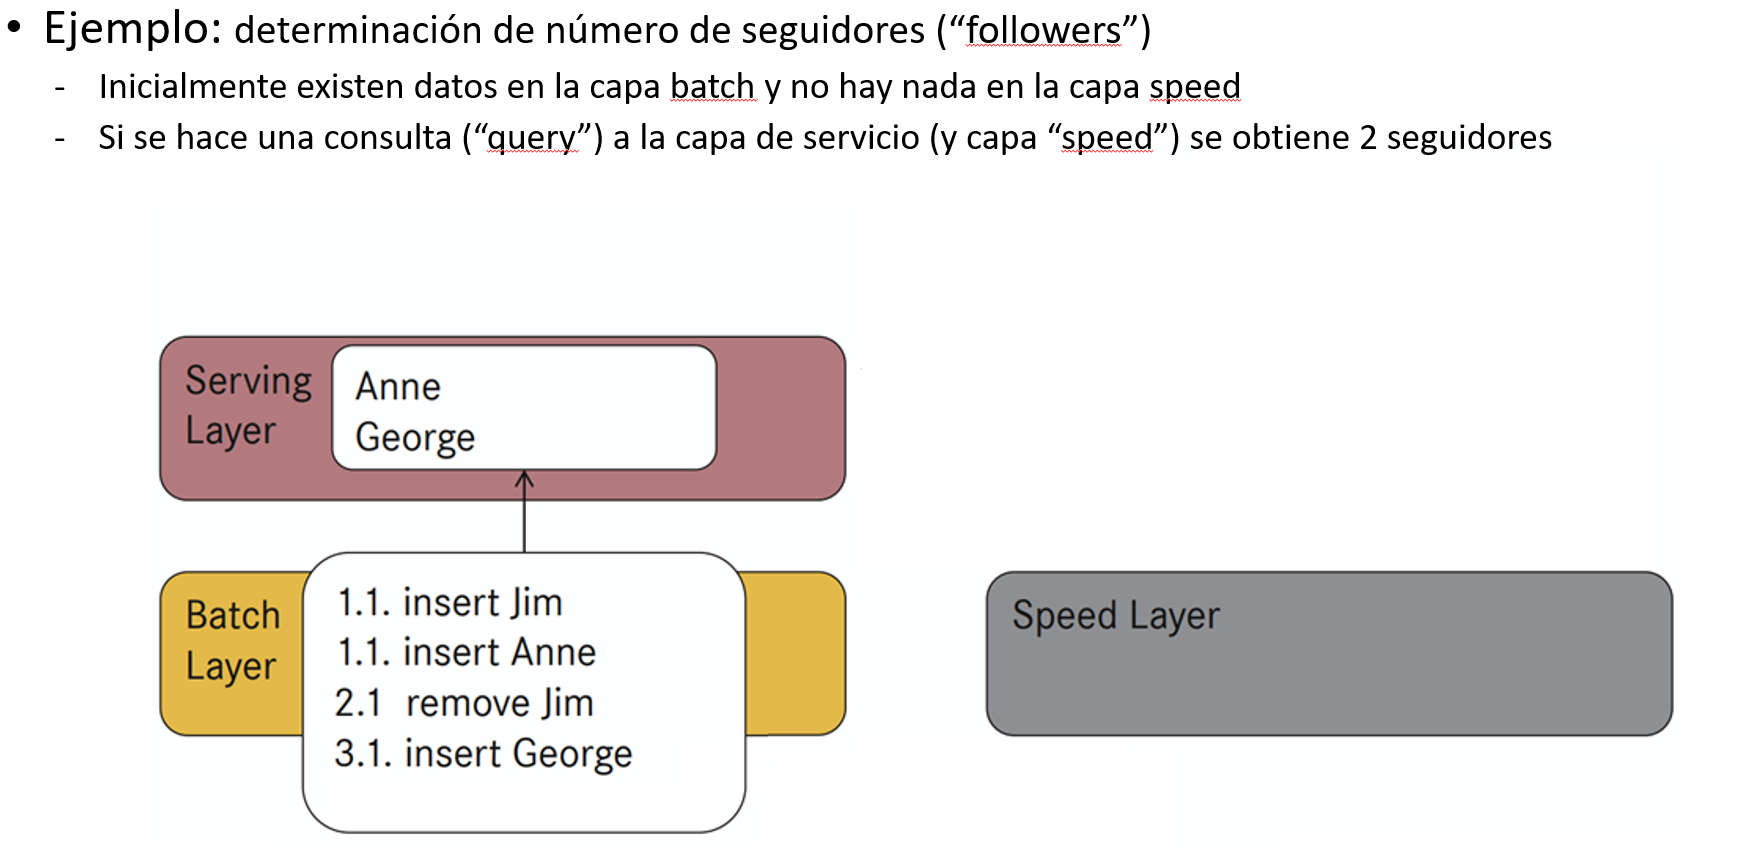 • Ejemplo: determinación de número de seguidores (“followers”)
- Inicialmente existen datos en la capa batch y no hay nada en la capa speed
- Si se hace una consulta (“query”) a la capa de servicio (y capa “speed”) se obtiene 2 seguidores
Serving
Layer
Anne
George
Batch
Layer
1.1. insert Jim
1.1. insert Anne
2.1 remove Jim
3.1. insert George
Speed Layer